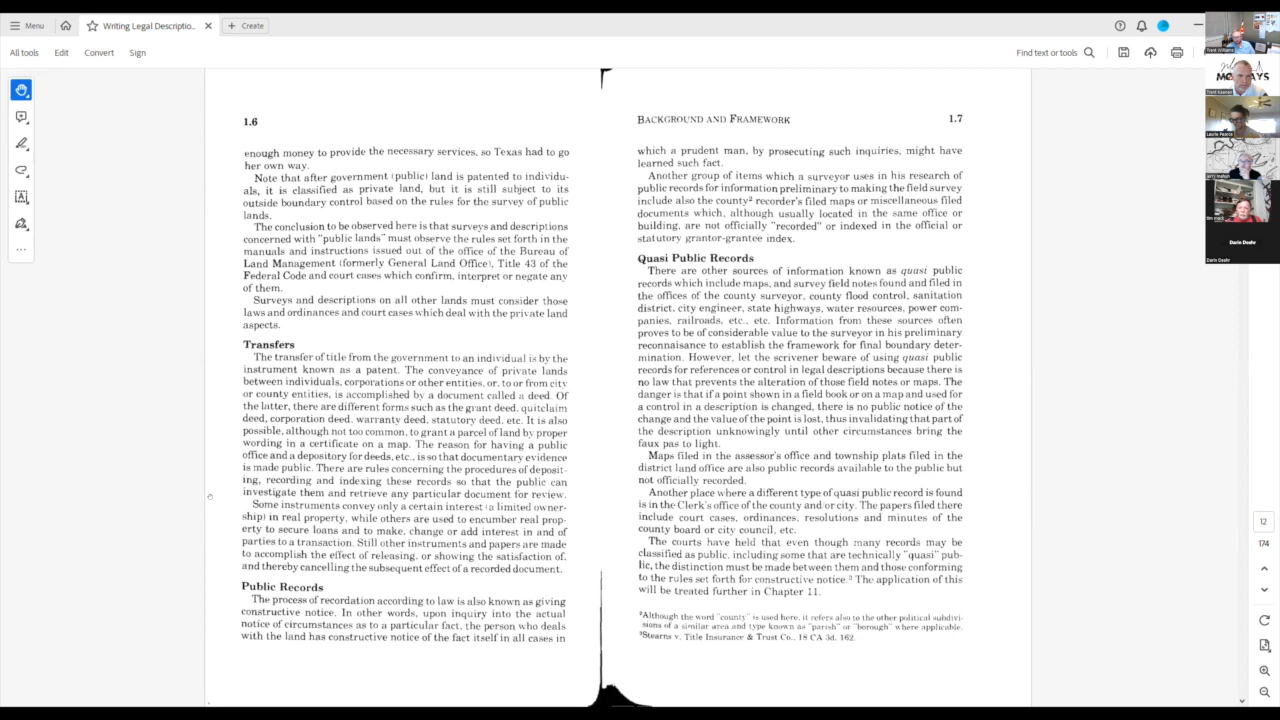 Menu
Writing Legal Descriptio...
Create
All tools
Edit
Convert
Sign
Find text or tools
1.6
enough money to provide the necessary services, so Texas had to go
her own way.
Note that after government (public) land is patented to individu-
als, it is classified as private land, but it is still subject to its
outside boundary control based on the rules for the survey of public
lands.
The conclusion to be observed here is that surveys and descriptions
concerned with "public lands" must observe the rules set forth in the
manuals and instructions issued out of the office of the Bureau of
Land Management (formerly General Land Office), Title 43 of the
Federal Code and court cases which confirm, interpret or negate any
of them.
Surveys and descriptions on all other lands must consider those
laws and ordinances and court cases which deal with the private land
aspects.
Transfers
The transfer of title from the government to an individual is by the
instrument known as a patent. The conveyance of private lands
between individuals, corporations or other entities, or, to or from city
or county entities, is accomplished by a document called a deed. Of
the latter, there are different forms such as the grant deed, quitclaim
deed, corporation deed, warranty deed, statutory deed, etc. It is also
possible, although not too common, to grant a parcel of land by proper
wording in a certificate on a map. The reason for having a public
office and a depository for deeds, etc., is so that documentary evidence
is made public. There are rules concerning the procedures of deposit-
ing, recording and indexing these records so that the public can
investigate them and retrieve any particular document for review.
Some instruments convey only a certain interest (a limited owner-
ship) in real property, while others are used to encumber real prop-
erty to secure loans and to make, change or add interest in and of
parties to a transaction. Still other instruments and papers are made
to accomplish the effect of releasing, or showing the satisfaction of,
and thereby cancelling the subsequent effect of a recorded document.
Public Records
The process of recordation according to law is also known as giving
constructive notice. In other words, upon inquiry into the actual
notice of circumstances as to a particular fact, the person who deals
with the land has constructive notice of the fact itself in all cases in
BACKGROUND AND FRAMEWORK 1.7
which a prudent man, by prosecuting such inquiries, might have
learned such fact.
Another group of items which a surveyor uses in his research of
public records for information preliminary to making the field survey
include also the county² recorder's filed maps or miscellaneous filed
documents which, although usually located in the same office or
building, are not officially "recorded" or indexed in the official or
statutory grantor-grantee index.
Quasi Public Records
There are other sources of information known as quasi public
records which include maps, and survey field notes found and filed in
the offices of the county surveyor, county flood control, sanitation
district, city engineer, state highways, water resources, power com-
panies, railroads, etc., etc. Information from these sources often
proves to be of considerable value to the surveyor in his preliminary
reconnaisance to establish the framework for final boundary deter-
mination. However, let the scrivener beware of using quasi public
records for references or control in legal descriptions because there is
no law that prevents the alteration of those field notes or maps. The
danger is that if a point shown in a field book or on a map and used for
a control in a description is changed, there is no public notice of the
change and the value of the point is lost, thus invalidating that part of
the description unknowingly until other circumstances bring the
faux pas to light.
Maps filed in the assessor's office and township plats filed in the
district land office are also public records available to the public but
not officially recorded.
Another place where a different type of quasi public record is found
is in the Clerk's office of the county and/or city. The papers filed there
include court cases, ordinances, resolutions and minutes of the
county board or city council, etc.
The courts have held that even though many records may be
classified as public, including some that are technically "quasi" pub-
lic, the distinction must be made between them and those conforming
to the rules set forth for constructive notice.³ The application of this
will be treated further in Chapter 11.
²Although the word "county" is used here, it refers also to the other political subdivi-
sions of a similar area and type known as "parish" or "borough" where applicable.
³Stearns v. Title Insurance & Trust Co., 18 CA 3d, 162.
12
174
Trent Williams
Trent Keenan
Laurie Pearce
Darin Doehr
Darin Doehr